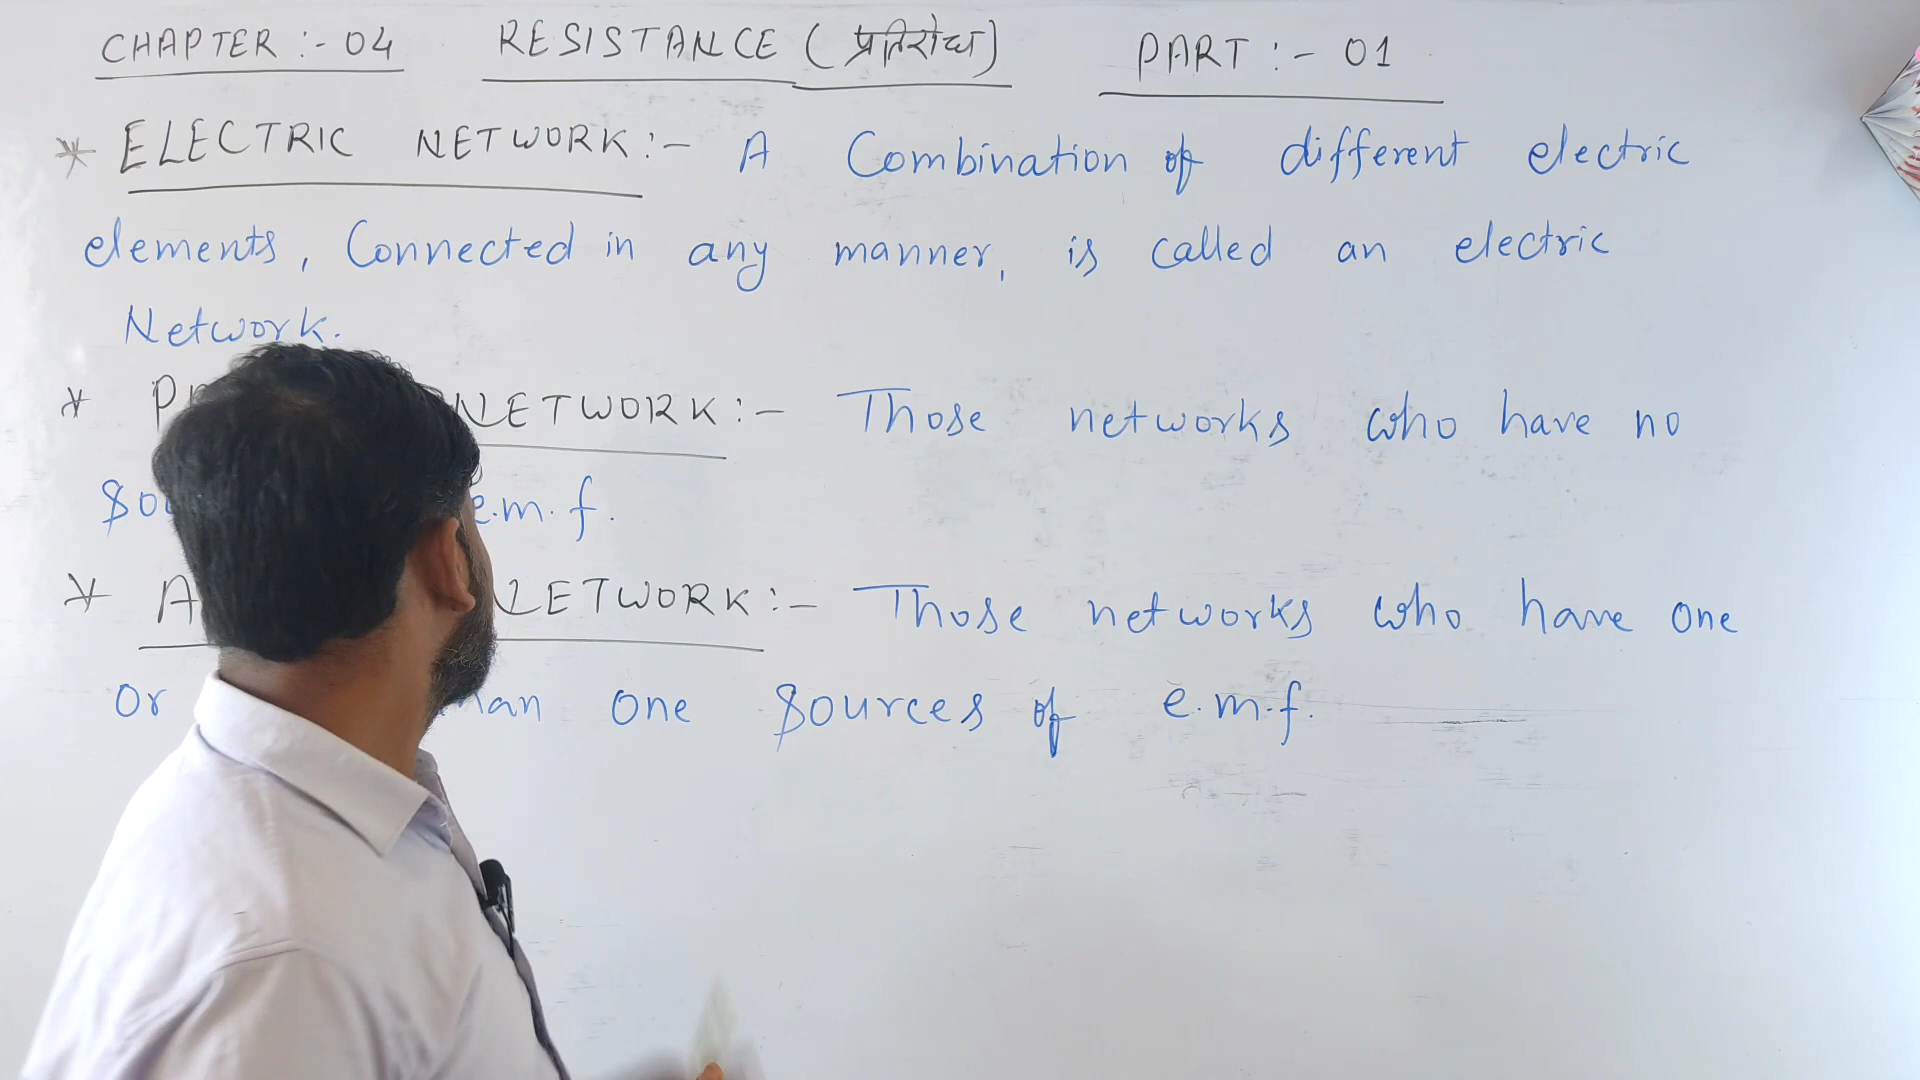 CHAPTER :- 04 RESISTANCE (प्रतिरोध) PART :- 01
* ELECTRIC NETWORK :- A Combination of different electric
elements, Connected in any manner, is called an electric
Network.
* NETWORK :- Those networks who have no
e.m.f.
* NETWORK :- Those networks who have one
or one Sources of e.m.f.